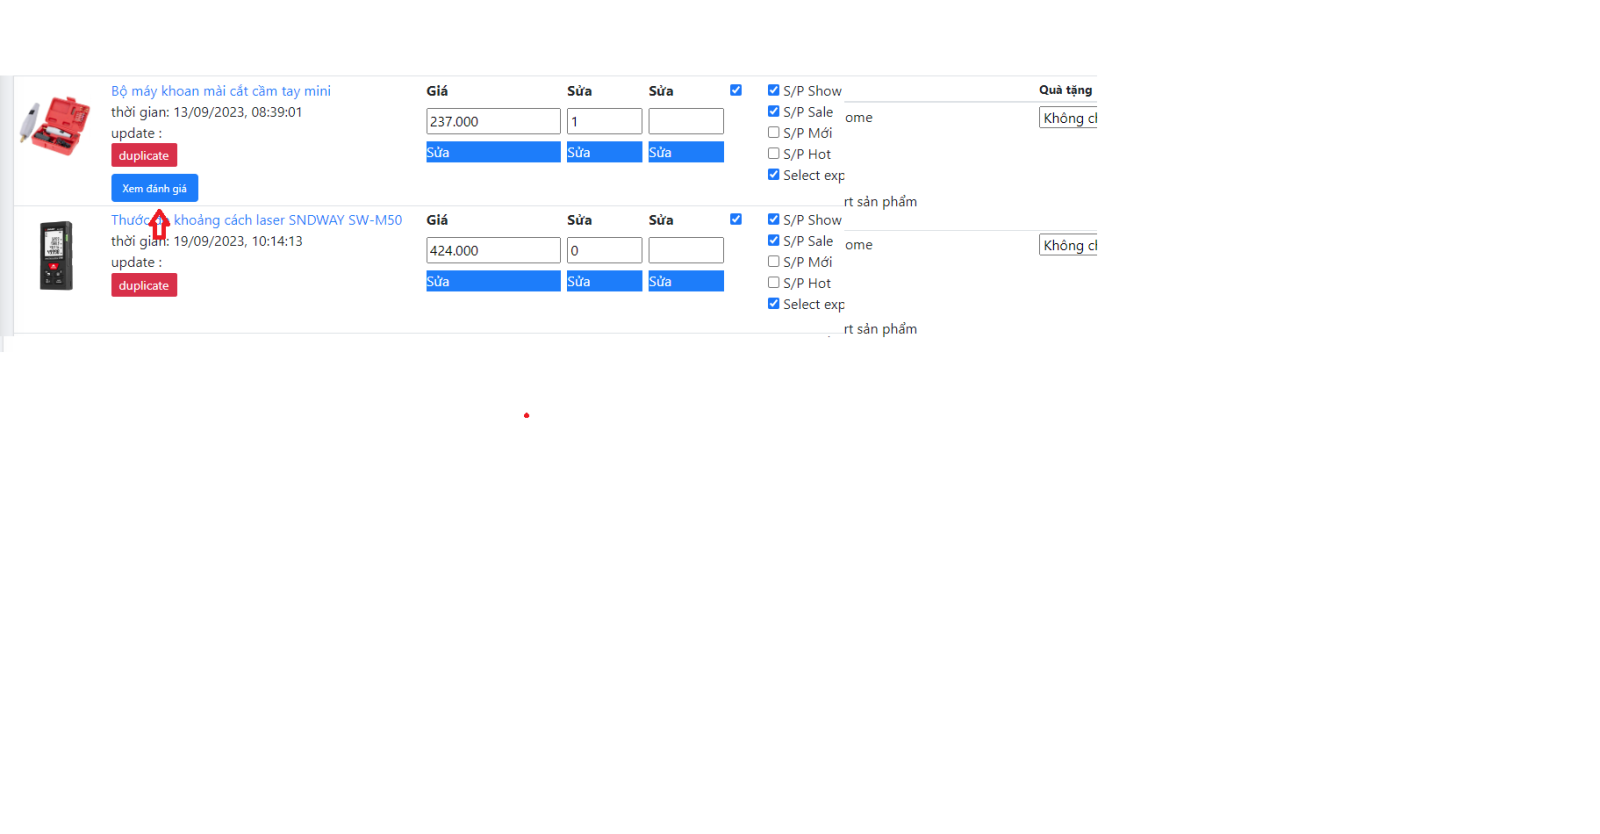 Bộ máy khoan mài cắt cầm tay mini
thời gian: 13/09/2023, 08:39:01
update :
duplicate
Xem đánh giá
Giá
237.000
Sửa
Sửa
1
Sửa
Sửa
Sửa
S/P Show
S/P Sale
S/P Mới
S/P Hot
Select exp
ome
rt sản phẩm
Quà tặng
Không ch
Thước khoảng cách laser SNDWAY SW-M50
thời gian: 19/09/2023, 10:14:13
update :
duplicate
Giá
424.000
Sửa
Sửa
0
Sửa
Sửa
Sửa
S/P Show
S/P Sale
S/P Mới
S/P Hot
Select exp
ome
rt sản phẩm
Không ch